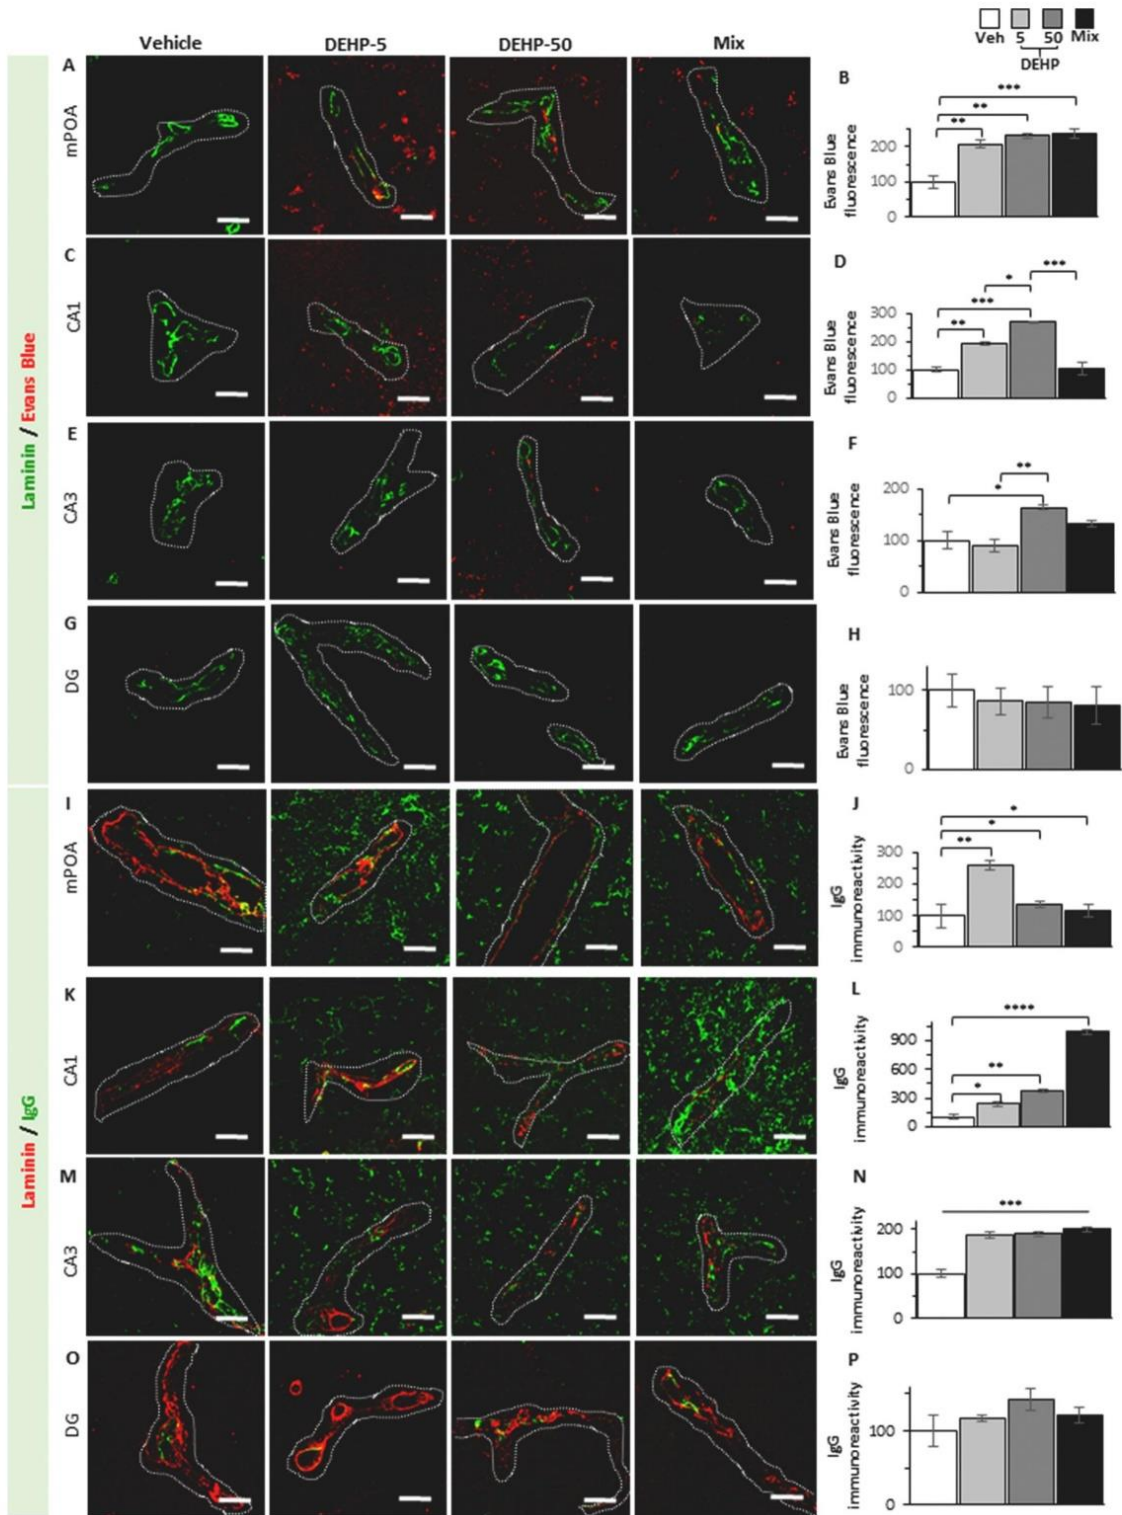 Veh 5 50 Mix
DEHP
Vehicle DEHP-5 DEHP-50 Mix
Laminin / Evans Blue
A
mPOA
B
Evans Blue
fluorescence
***
**
**
200
100
0
C
CA1
D
Evans Blue
fluorescence
***
*
***
**
300
200
100
0
E
CA3
F
Evans Blue
fluorescence
**
*
200
100
0
G
DG
H
Evans Blue
fluorescence
100
0
Laminin / IgG
I
mPOA
J
IgG
immunoreactivity
*
*
**
300
200
100
0
K
CA1
L
IgG
immunoreactivity
****
**
*
900
600
300
0
M
CA3
N
IgG
immunoreactivity
***
200
100
0
O
DG
P
IgG
immunoreactivity
100
0